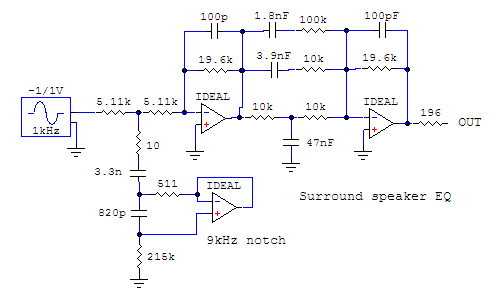 100p 1.8nF 100k 100pF
19.6k 3.9nF 10k 19.6k
-1/1V
1kHz
5.11k 5.11k IDEAL 10k 10k IDEAL 196 OUT
- + - +
10 47nF
3.3n
511 IDEAL
820p - +
Surround speaker EQ
9kHz notch
215k